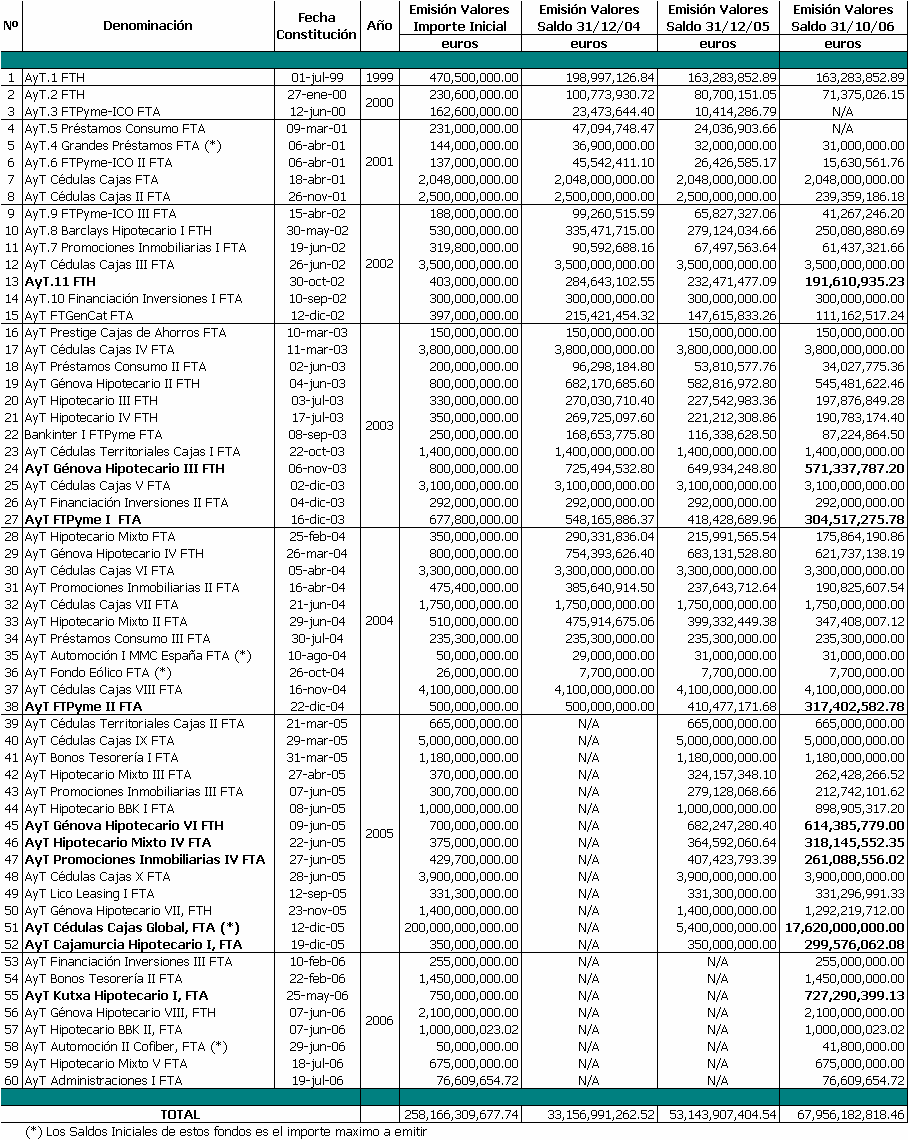 Nº Denominación Fecha Constitución Año Emisión Valores Importe Inicial euros Emisión Valores Saldo 31/12/04 euros Emisión Valores Saldo 31/12/05 euros Emisión Valores Saldo 31/10/06 euros
1 AyT.1 FTH 01-jul-99 1999 470,500,000.00 198,997,126.84 163,283,852.89 163,283,852.89
2 AyT.2 FTH 27-ene-00 2000 230,600,000.00 100,773,930.72 80,700,151.05 71,375,026.15
3 AyT.3 FTPyme-ICO FTA 12-jun-00 162,600,000.00 23,473,644.40 10,414,286.79 N/A
4 AyT.5 Préstamos Consumo FTA 09-mar-01 231,000,000.00 47,094,748.47 24,036,903.66 N/A
5 AyT.4 Grandes Préstamos FTA (*) 06-abr-01 144,000,000.00 36,900,000.00 32,000,000.00 31,000,000.00
6 AyT.6 FTPyme-ICO II FTA 06-abr-01 2001 137,000,000.00 45,542,411.10 26,426,585.17 15,630,561.76
7 AyT Cédulas Cajas FTA 18-abr-01 2,048,000,000.00 2,048,000,000.00 2,048,000,000.00 2,048,000,000.00
8 AyT Cédulas Cajas II FTA 26-nov-01 2,500,000,000.00 2,500,000,000.00 2,500,000,000.00 239,359,186.18
9 AyT.9 FTPyme-ICO III FTA 15-abr-02 188,000,000.00 99,260,515.59 65,827,327.06 41,267,246.20
10 AyT.8 Barclays Hipotecario I FTH 30-may-02 530,000,000.00 335,471,715.00 279,124,034.66 250,080,880.69
11 AyT.7 Promociones Inmobiliarias I FTA 19-jun-02 319,800,000.00 90,592,688.16 67,497,563.64 61,437,321.66
12 AyT Cédulas Cajas III FTA 26-jun-02 2002 3,500,000,000.00 3,500,000,000.00 3,500,000,000.00 3,500,000,000.00
13 AyT.11 FTH 30-oct-02 403,000,000.00 284,643,102.55 232,471,477.09 191,610,935.23
14 AyT.10 Financiación Inversiones I FTA 10-sep-02 300,000,000.00 300,000,000.00 300,000,000.00 300,000,000.00
15 AyT FTGenCat FTA 12-dic-02 397,000,000.00 215,421,454.32 147,615,833.26 111,162,517.24
16 AyT Prestige Cajas de Ahorros FTA 10-mar-03 150,000,000.00 150,000,000.00 150,000,000.00 150,000,000.00
17 AyT Cédulas Cajas IV FTA 11-mar-03 3,800,000,000.00 3,800,000,000.00 3,800,000,000.00 3,800,000,000.00
18 AyT Préstamos Consumo II FTA 02-jun-03 200,000,000.00 96,298,184.80 53,810,577.76 34,027,775.36
19 AyT Génova Hipotecario II FTH 04-jun-03 800,000,000.00 682,170,685.60 582,816,972.80 545,481,622.46
20 AyT Hipotecario III FTH 03-jul-03 330,000,000.00 270,030,710.40 227,542,983.36 197,876,849.28
21 AyT Hipotecario IV FTH 17-jul-03 2003 350,000,000.00 269,725,097.60 221,212,308.86 190,783,174.40
22 Bankinter I FTPyme FTA 08-sep-03 250,000,000.00 168,653,775.80 116,338,628.50 87,224,864.50
23 AyT Cédulas Territoriales Cajas I FTA 22-oct-03 1,400,000,000.00 1,400,000,000.00 1,400,000,000.00 1,400,000,000.00
24 AyT Génova Hipotecario III FTH 06-nov-03 800,000,000.00 725,494,532.80 649,934,248.80 571,337,787.20
25 AyT Cédulas Cajas V FTA 02-dic-03 3,100,000,000.00 3,100,000,000.00 3,100,000,000.00 3,100,000,000.00
26 AyT Financiación Inversiones II FTA 04-dic-03 292,000,000.00 292,000,000.00 292,000,000.00 292,000,000.00
27 AyT FTPyme I FTA 16-dic-03 677,800,000.00 548,165,886.37 418,428,689.96 304,517,275.78
28 AyT Hipotecario Mixto FTA 25-feb-04 350,000,000.00 290,331,836.04 215,991,565.54 175,864,190.86
29 AyT Génova Hipotecario IV FTH 26-mar-04 800,000,000.00 754,393,626.40 683,131,528.80 621,737,138.19
30 AyT Cédulas Cajas VI FTA 05-abr-04 3,300,000,000.00 3,300,000,000.00 3,300,000,000.00 3,300,000,000.00
31 AyT Promociones Inmobiliarias II FTA 16-abr-04 475,400,000.00 385,640,914.50 237,643,712.64 190,825,607.54
32 AyT Cédulas Cajas VII FTA 21-jun-04 1,750,000,000.00 1,750,000,000.00 1,750,000,000.00 1,750,000,000.00
33 AyT Hipotecario Mixto II FTA 29-jun-04 2004 510,000,000.00 475,914,675.06 399,332,449.38 347,408,007.12
34 AyT Préstamos Consumo III FTA 30-jul-04 235,300,000.00 235,300,000.00 235,300,000.00 235,300,000.00
35 AyT Automoción I MMC España FTA (*) 10-ago-04 50,000,000.00 29,000,000.00 31,000,000.00 31,000,000.00
36 AyT Fondo Eólico FTA (*) 26-oct-04 26,000,000.00 7,700,000.00 7,700,000.00 7,700,000.00
37 AyT Cédulas Cajas VIII FTA 16-nov-04 4,100,000,000.00 4,100,000,000.00 4,100,000,000.00 4,100,000,000.00
38 AyT FTPyme II FTA 22-dic-04 500,000,000.00 500,000,000.00 410,477,171.68 317,402,582.78
39 AyT Cédulas Territoriales Cajas II FTA 21-mar-05 665,000,000.00 N/A 665,000,000.00 665,000,000.00
40 AyT Cédulas Cajas IX FTA 29-mar-05 5,000,000,000.00 N/A 5,000,000,000.00 5,000,000,000.00
41 AyT Bonos Tesorería I FTA 31-mar-05 1,180,000,000.00 N/A 1,180,000,000.00 1,180,000,000.00
42 AyT Hipotecario Mixto III FTA 27-abr-05 370,000,000.00 N/A 324,157,348.10 262,428,266.52
43 AyT Promociones Inmobiliarias III FTA 07-jun-05 300,700,000.00 N/A 279,128,068.66 212,742,101.62
44 AyT Hipotecario BBK I FTA 08-jun-05 1,000,000,000.00 N/A 1,000,000,000.00 898,905,317.20
45 AyT Génova Hipotecario VI FTH 09-jun-05 2005 700,000,000.00 N/A 682,247,280.40 614,385,779.00
46 AyT Hipotecario Mixto IV FTA 22-jun-05 375,000,000.00 N/A 364,592,060.64 318,145,552.35
47 AyT Promociones Inmobiliarias IV FTA 27-jun-05 429,700,000.00 N/A 407,423,793.39 261,088,556.02
48 AyT Cédulas Cajas X FTA 28-jun-05 3,900,000,000.00 N/A 3,900,000,000.00 3,900,000,000.00
49 AyT Lico Leasing I FTA 12-sep-05 331,300,000.00 N/A 331,300,000.00 331,296,991.33
50 AyT Génova Hipotecario VII, FTH 23-nov-05 1,400,000,000.00 N/A 1,400,000,000.00 1,292,219,712.00
51 AyT Cédulas Cajas Global, FTA (*) 12-dic-05 200,000,000,000.00 N/A 5,400,000,000.00 17,620,000,000.00
52 AyT Cajamurcia Hipotecario I, FTA 19-dic-05 350,000,000.00 N/A 350,000,000.00 299,576,062.08
53 AyT Financiación Inversiones III FTA 10-feb-06 255,000,000.00 N/A N/A 255,000,000.00
54 AyT Bonos Tesorería II FTA 22-feb-06 1,450,000,000.00 N/A N/A 1,450,000,000.00
55 AyT Kutxa Hipotecario I, FTA 25-may-06 750,000,000.00 N/A N/A 727,290,399.13
56 AyT Génova Hipotecario VIII, FTH 07-jun-06 2006 2,100,000,000.00 N/A N/A 2,100,000,000.00
57 AyT Hipotecario BBK II, FTA 07-jun-06 1,000,000,023.02 N/A N/A 1,000,000,023.02
58 AyT Automoción II Cofiber, FTA (*) 29-jun-06 50,000,000.00 N/A N/A 41,800,000.00
59 AyT Hipotecario Mixto V FTA 18-jul-06 675,000,000.00 N/A N/A 675,000,000.00
60 AyT Administraciones I FTA 19-jul-06 76,609,654.72 N/A N/A 76,609,654.72
TOTAL 258,166,309,677.74 33,156,991,262.52 53,143,907,404.54 67,956,182,818.46
(*) Los Saldos Iniciales de estos fondos es el importe maximo a emitir